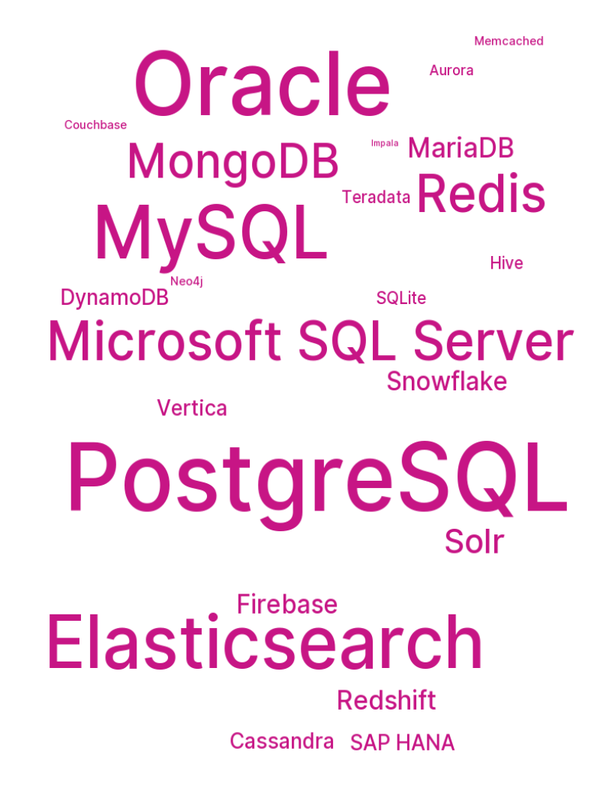 Memcached
Oracle
Aurora
Couchbase
Impala
MariaDB
MongoDB
Teradata
Redis
MySQL
Hive
Neo4j
DynamoDB
SQLite
Microsoft SQL Server
Snowflake
Vertica
PostgreSQL
Solr
Firebase
Elasticsearch
Redshift
Cassandra
SAP HANA